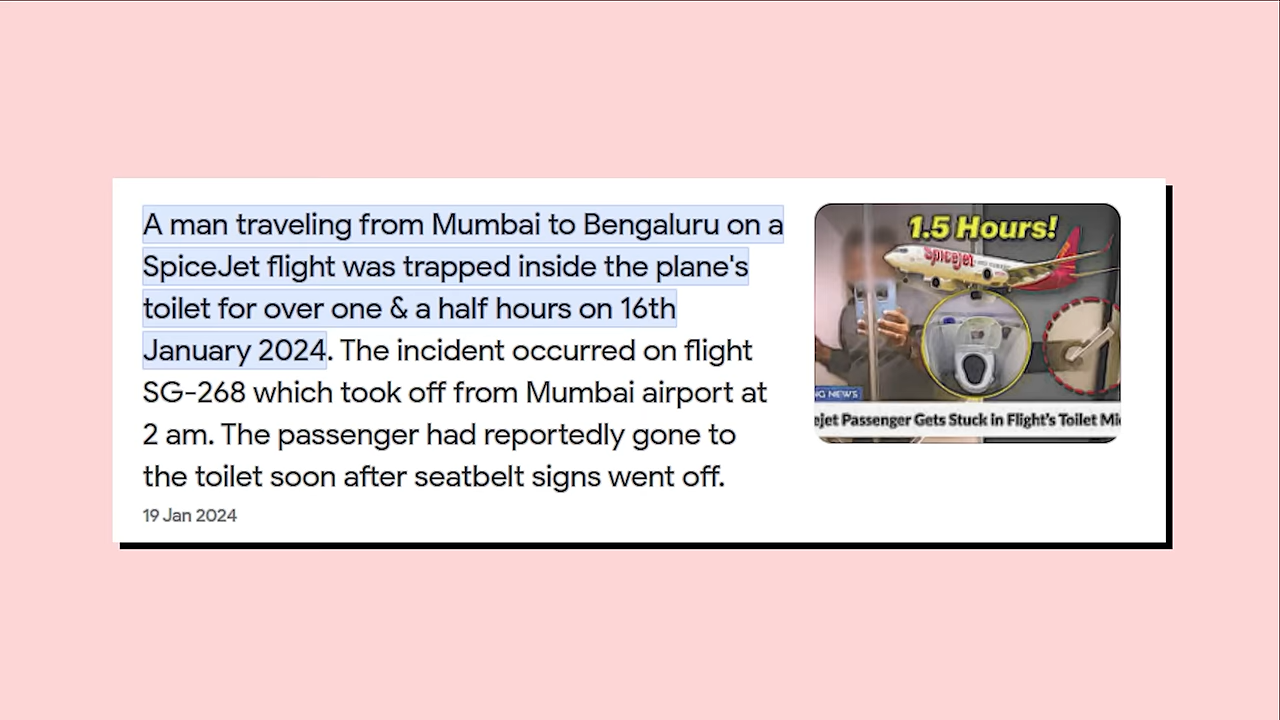 A man traveling from Mumbai to Bengaluru on a
SpiceJet flight was trapped inside the plane's
toilet for over one & a half hours on 16th
January 2024. The incident occurred on flight
SG-268 which took off from Mumbai airport at
2 am. The passenger had reportedly gone to
the toilet soon after seatbelt signs went off.
19 Jan 2024
1.5 Hours!
SpiceJet
NEWS
Passenger Gets Stuck in Flight's Toilet